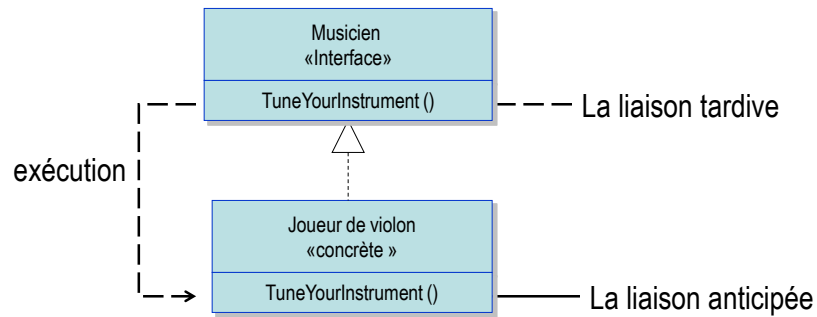 Musicien
«Interface»
TuneYourInstrument ()
La liaison tardive
exécution
Joueur de violon
«concrète »
TuneYourInstrument ()
La liaison anticipée